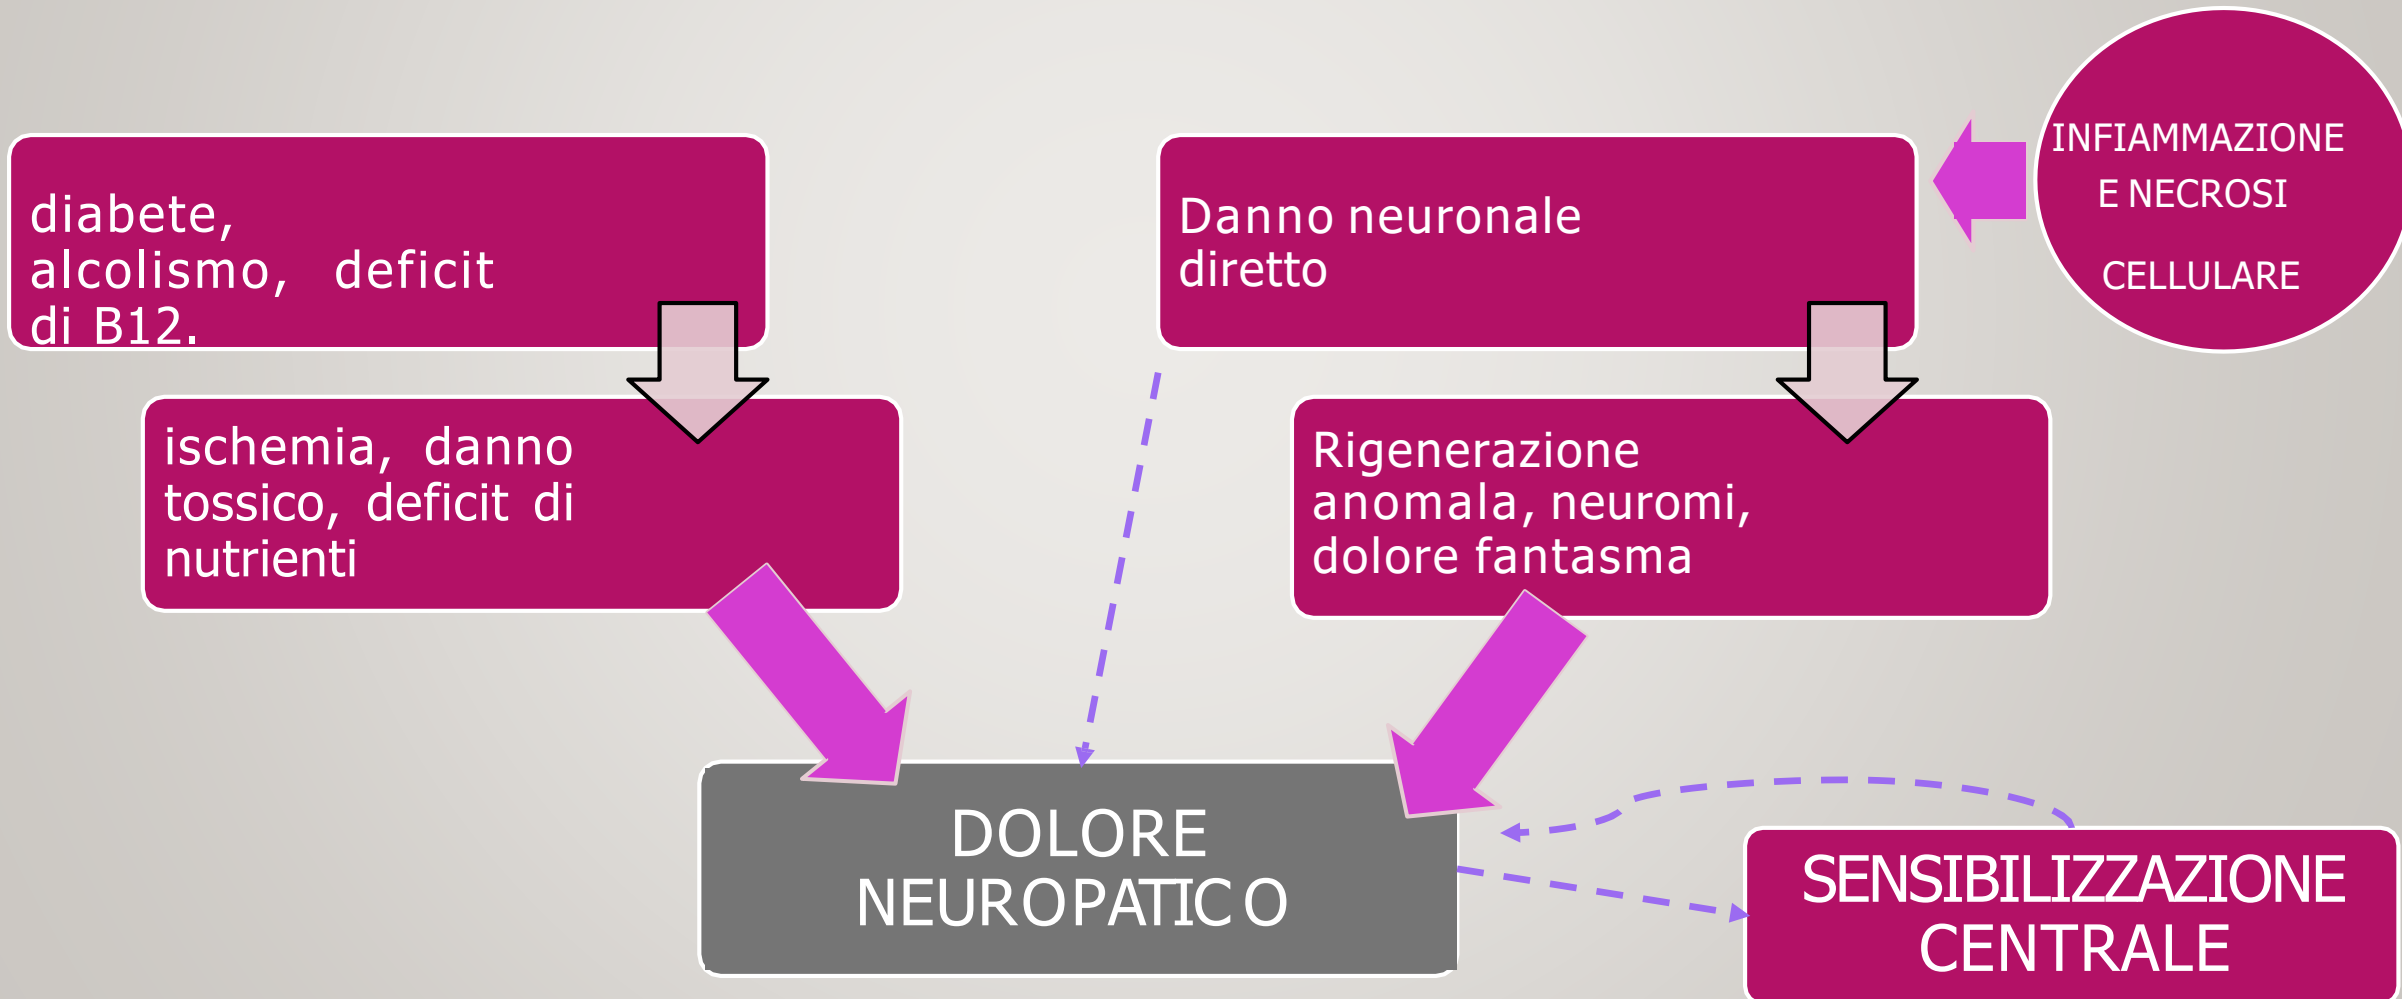 diabete,
alcolismo, deficit
di B12.
ischemia, danno
tossico, deficit di
nutrienti
Danno neuronale
diretto
INFIAMMAZIONE
E NECROSI
CELLULARE
Rigenerazione
anomala, neuromi,
dolore fantasma
DOLORE
NEUROPATICO
SENSIBILIZZAZIONE
CENTRALE